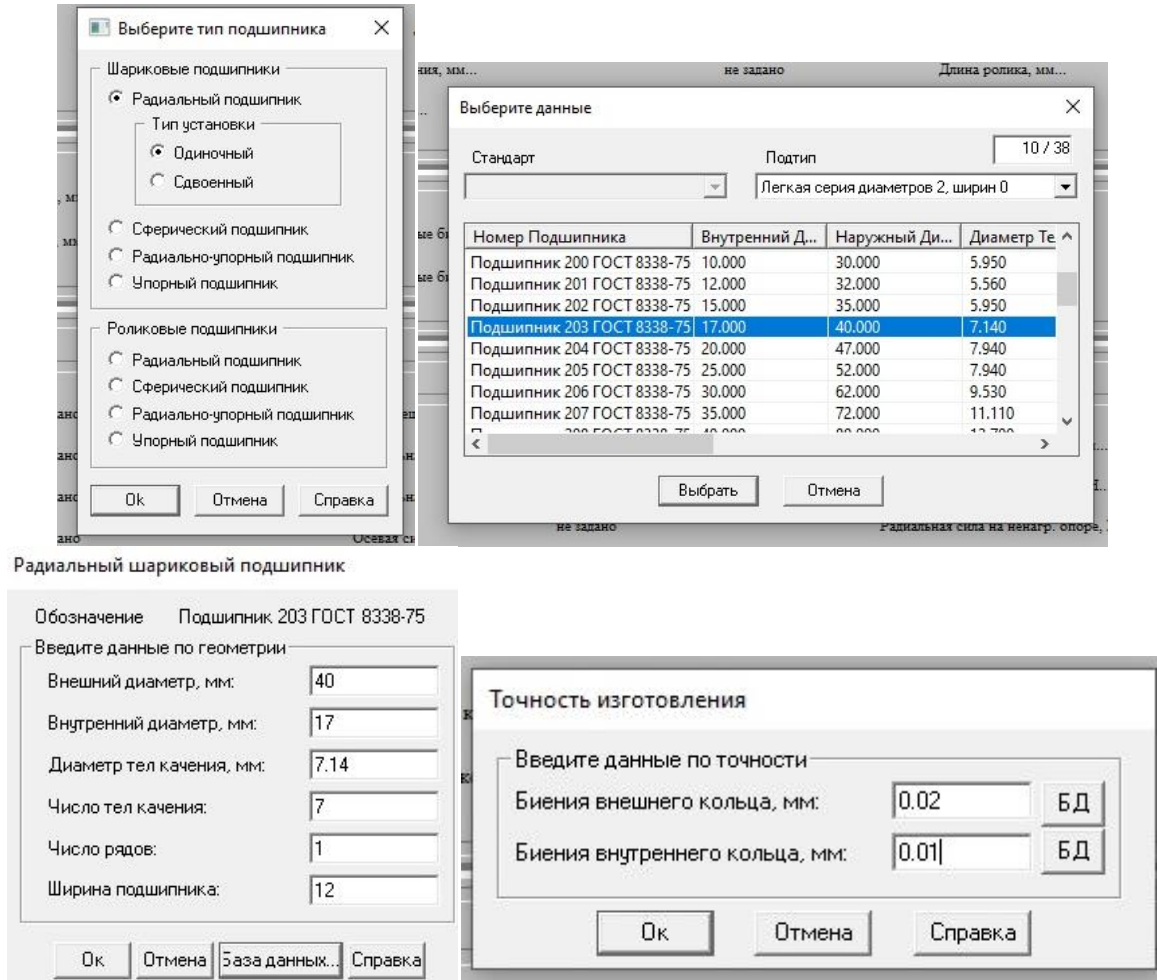 Выберите тип подшипника
Шариковые подшипники
Радиальный подшипник
Тип установки
Одиночный
Сдвоенный
Сферический подшипник
Радиально-упорный подшипник
Упорный подшипник
Роликовые подшипники
Радиальный подшипник
Сферический подшипник
Радиально-упорный подшипник
Упорный подшипник
Ok Отмена Справка
не задано Длина ролика, мм...
Выберите данные
Стандарт Подтип 10 / 38
Легкая серия диаметров 2, ширин 0
Номер Подшипника Внутренний Д... Наружный Ди... Диаметр Те
Подшипник 200 ГОСТ 8338-75 10.000 30.000 5.950
Подшипник 201 ГОСТ 8338-75 12.000 32.000 5.560
Подшипник 202 ГОСТ 8338-75 15.000 35.000 5.950
Подшипник 203 ГОСТ 8338-75 17.000 40.000 7.140
Подшипник 204 ГОСТ 8338-75 20.000 47.000 7.940
Подшипник 205 ГОСТ 8338-75 25.000 52.000 7.940
Подшипник 206 ГОСТ 8338-75 30.000 62.000 9.530
Подшипник 207 ГОСТ 8338-75 35.000 72.000 11.110
Выбрать Отмена
не задано Радиальная сила на ненагр. опоре,
Осевая
Радиальный шариковый подшипник
Обозначение Подшипник 203 ГОСТ 8338-75
Введите данные по геометрии
Внешний диаметр, мм: 40
Внутренний диаметр, мм: 17
Диаметр тел качения, мм: 7.14
Число тел качения: 7
Число рядов: 1
Ширина подшипника: 12
Ок Отмена База данных... Справка
Точность изготовления
Введите данные по точности
Биения внешнего кольца, мм: 0.02 БД
Биения внутреннего кольца, мм: 0.01 БД
Ок Отмена Справка